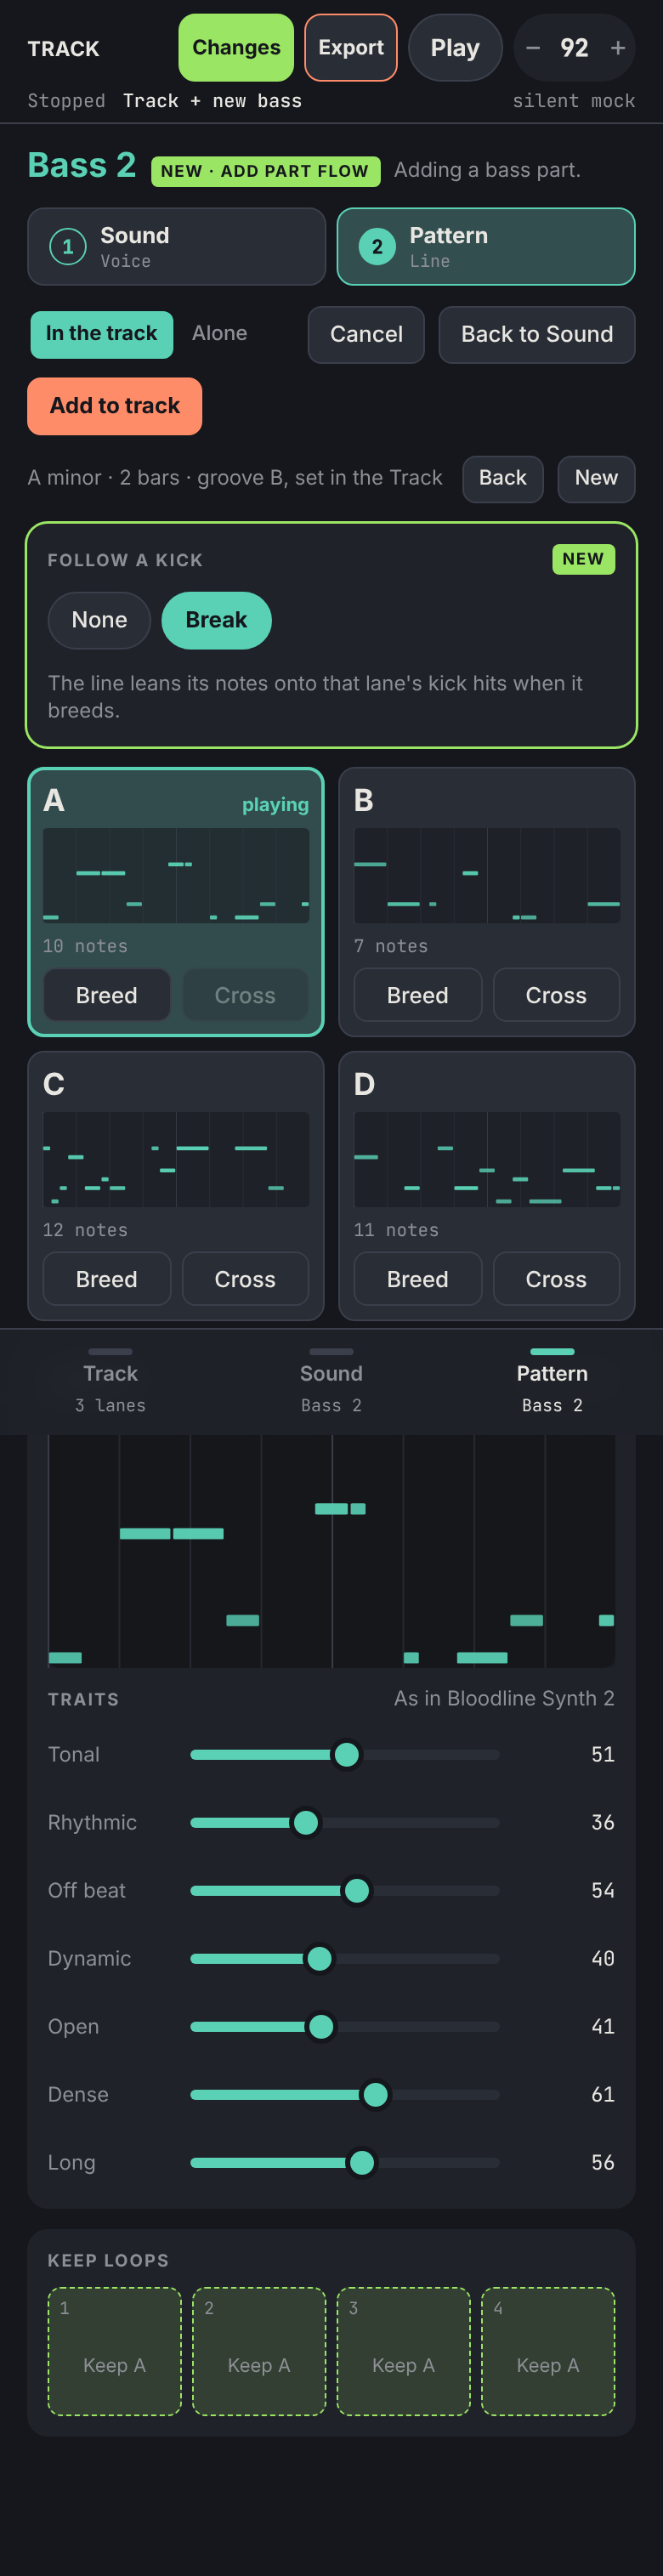 TRACK
Changes
Export
Play
− 92 +
Stopped Track + new bass silent mock
Bass 2 NEW · ADD PART FLOW Adding a bass part.
1 Sound
Voice
2 Pattern
Line
In the track Alone Cancel Back to Sound
Add to track
A minor · 2 bars · groove B, set in the Track Back New
FOLLOW A KICK NEW
None Break
The line leans its notes onto that lane's kick hits when it
breeds.
A playing
10 notes
Breed Cross
B
7 notes
Breed Cross
C
12 notes
Breed Cross
D
11 notes
Breed Cross
Track
3 lanes
Sound
Bass 2
Pattern
Bass 2
TRAITS As in Bloodline Synth 2
Tonal 51
Rhythmic 36
Off beat 54
Dynamic 40
Open 41
Dense 61
Long 56
KEEP LOOPS
1
Keep A
2
Keep A
3
Keep A
4
Keep A